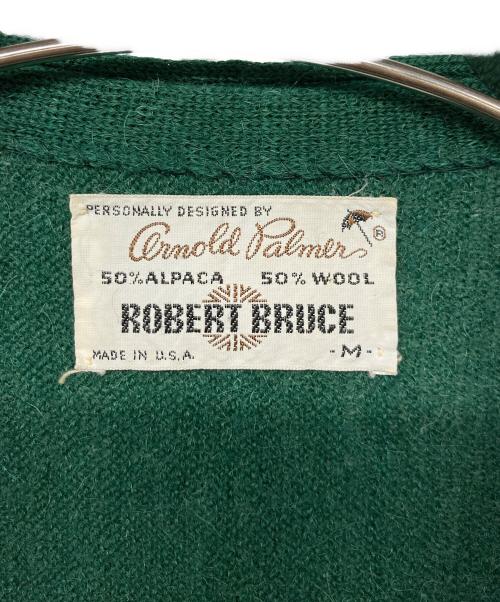 PERSONALLY DESIGNED BY
Arnold Palmer ®
50% ALPACA 50% WOOL
ROBERT BRUCE
MADE IN U.S.A. -M-